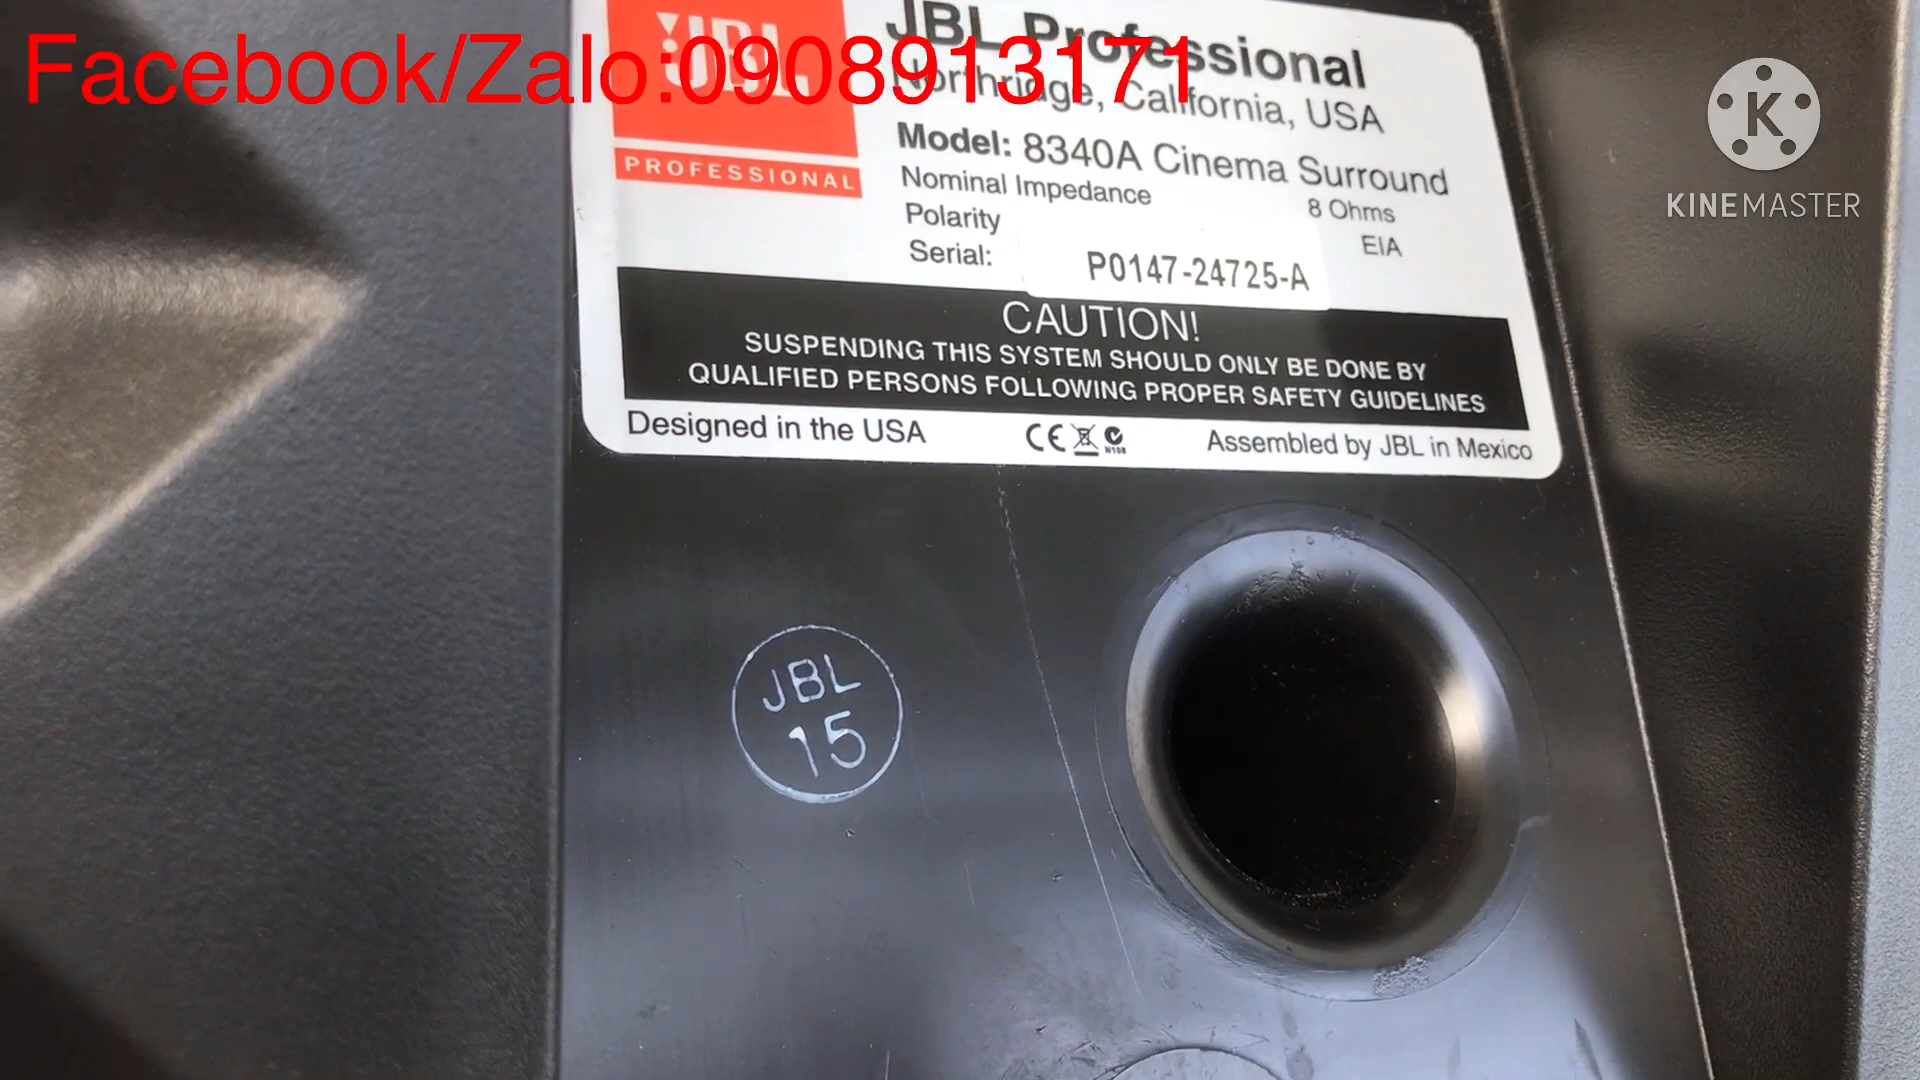 Facebook/Zalo:0908913171
JBL
PROFESSIONAL
JBL Professional
Northridge, California, USA
Model: 8340A Cinema Surround
Nominal Impedance 8 Ohms
Polarity EIA
Serial: P0147-24725-A
CAUTION!
SUSPENDING THIS SYSTEM SHOULD ONLY BE DONE BY
QUALIFIED PERSONS FOLLOWING PROPER SAFETY GUIDELINES
Designed in the USA CE N108 Assembled by JBL in Mexico
JBL
15
K
KINEMASTER